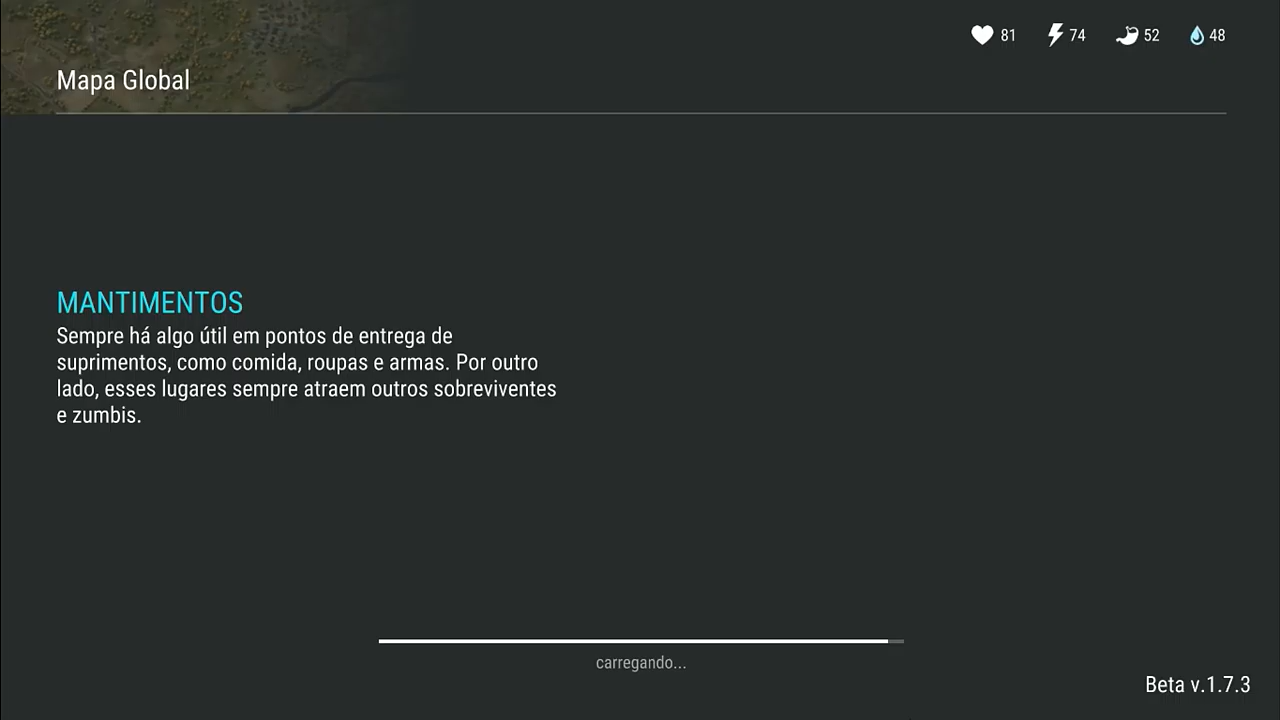 81 74 52 48
Mapa Global
MANTIMENTOS
Sempre há algo útil em pontos de entrega de
suprimentos, como comida, roupas e armas. Por outro
lado, esses lugares sempre atraem outros sobreviventes
e zumbis.
carregando...
Beta v.1.7.3